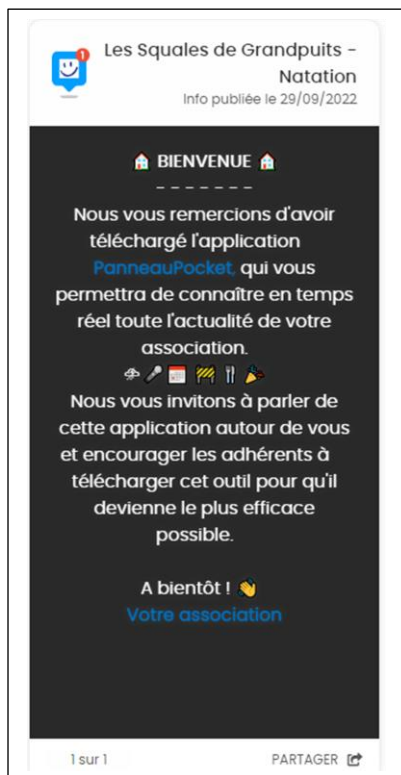 1
Les Squales de Grandpuits -
Natation
Info publiée le 29/09/2022
🏠 BIENVENUE 🏠
- - - - - - -
Nous vous remercions d'avoir
téléchargé l'application
PanneauPocket, qui vous
permettra de connaître en temps
réel toute l'actualité de votre
association.
Nous vous invitons à parler de
cette application autour de vous
et encourager les adhérents à
télécharger cet outil pour qu'il
devienne le plus efficace
possible.
A bientôt ! 👋
Votre association
1 sur 1 PARTAGER